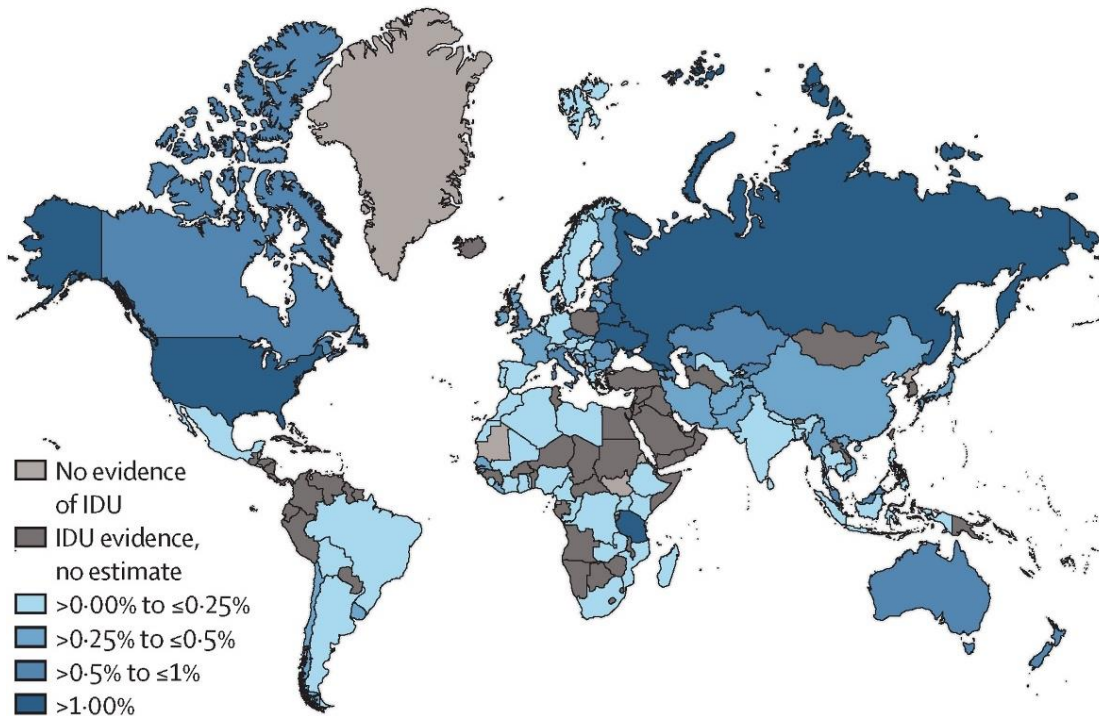 No evidence
of IDU
IDU evidence,
no estimate
>0·00% to ≤0·25%
>0·25% to ≤0·5%
>0·5% to ≤1%
>1·00%